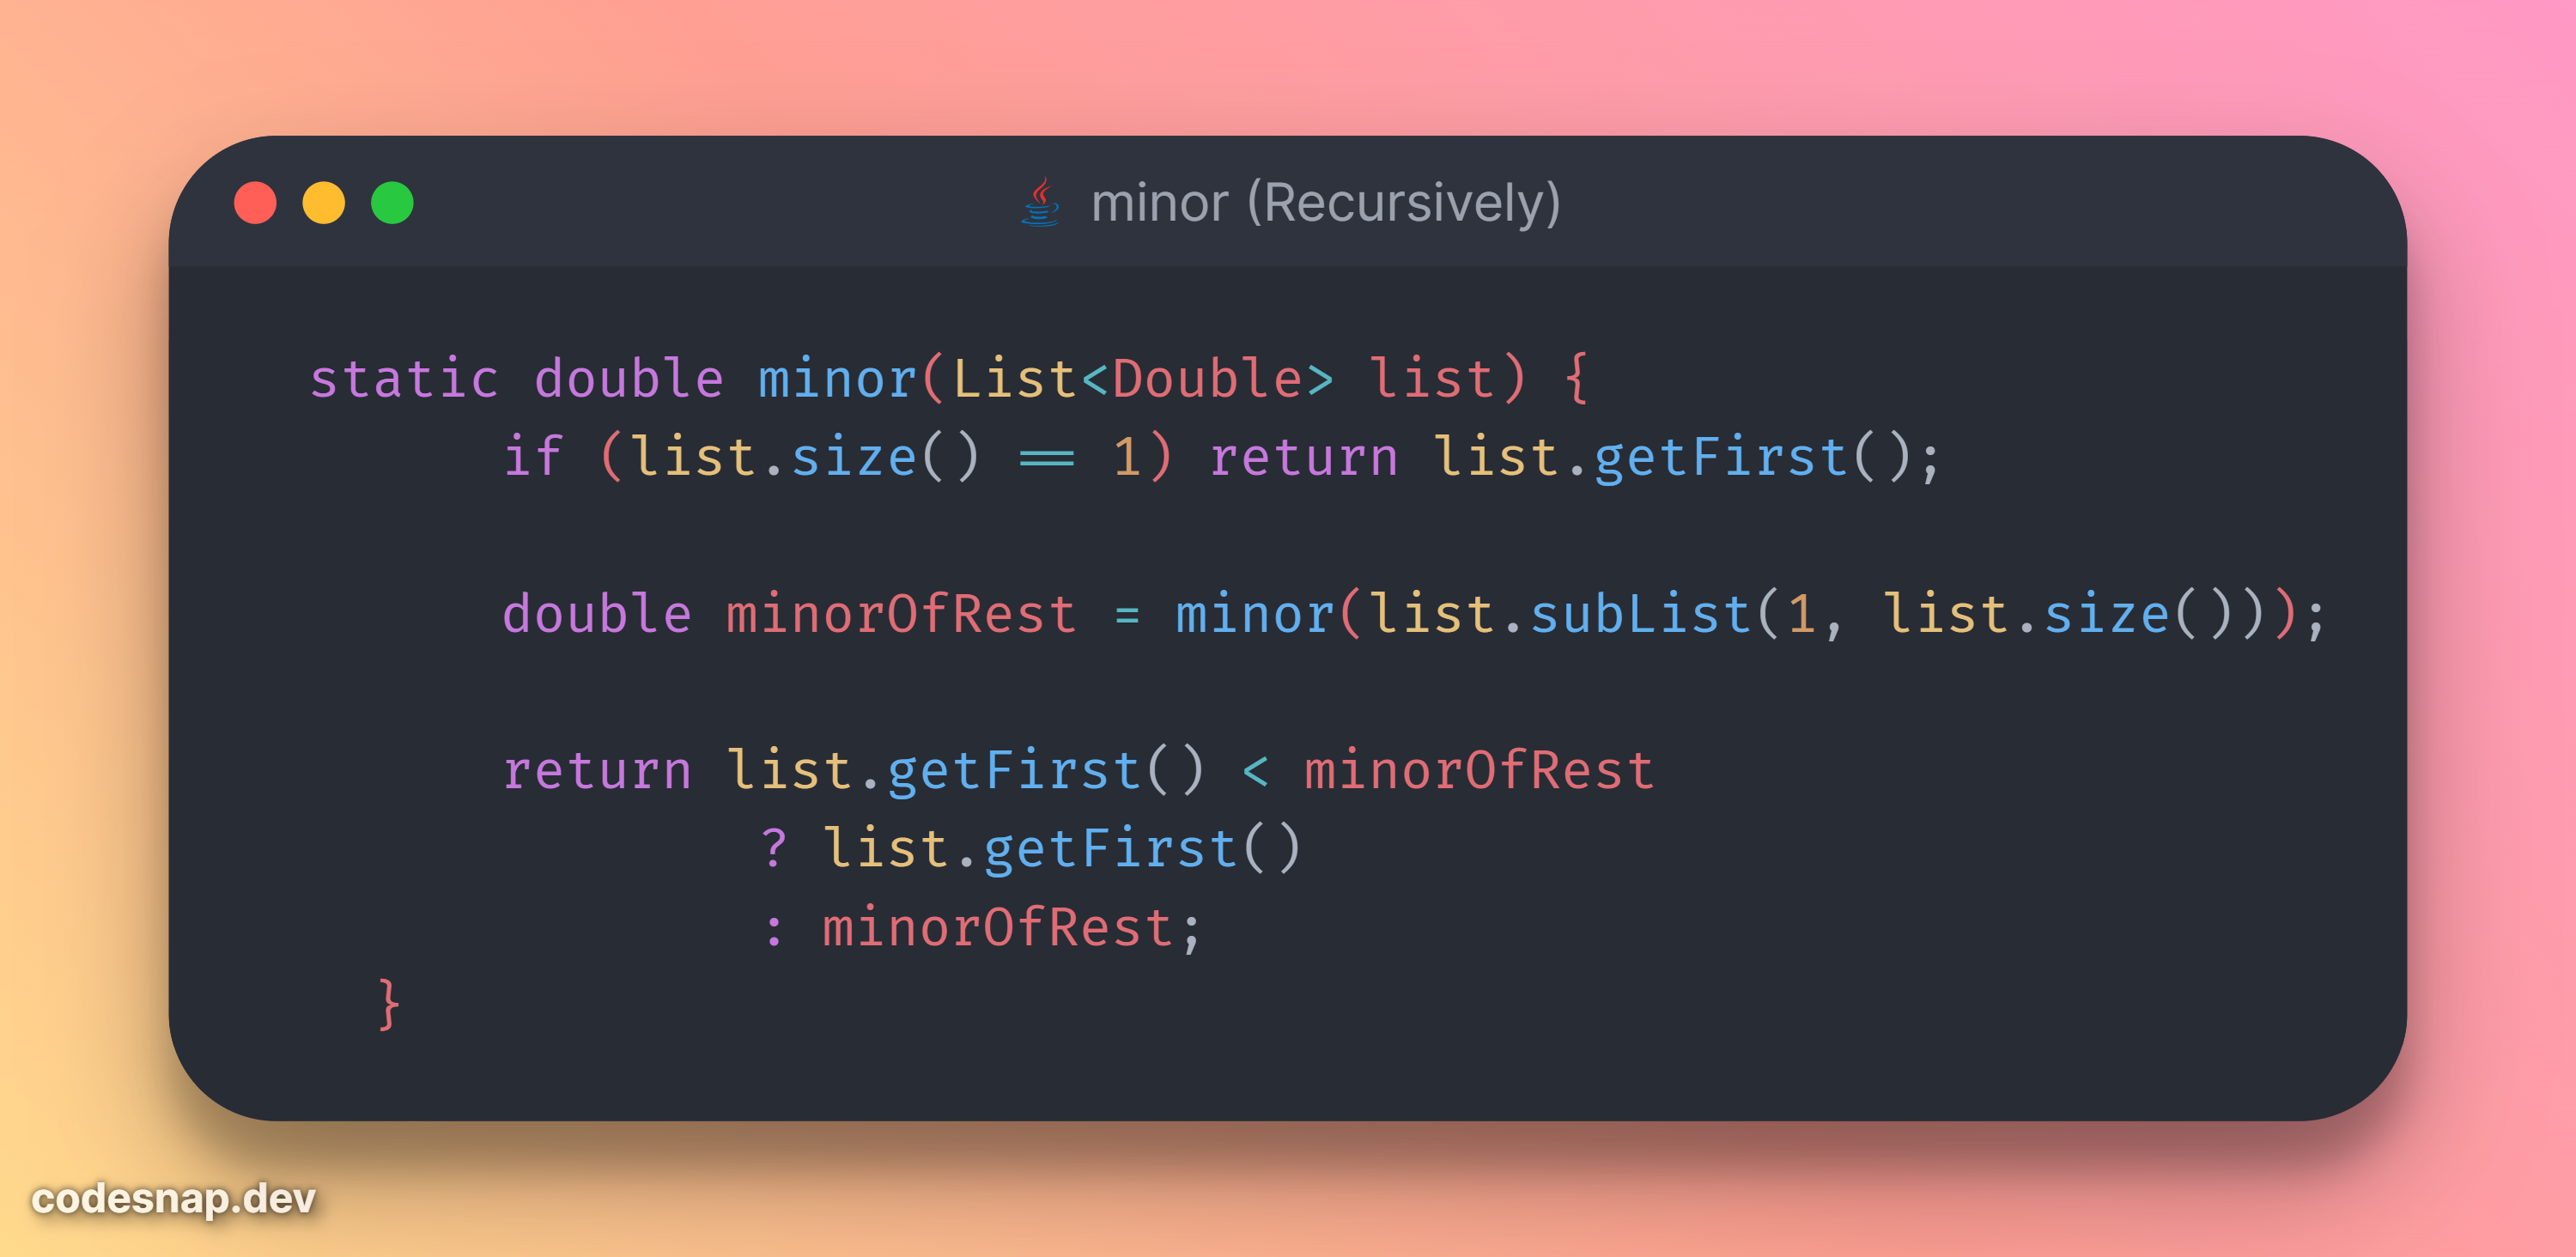 minor (Recursively)
static double minor(List<Double> list) {
if (list.size() == 1) return list.getFirst();
double minorOfRest = minor(list.subList(1, list.size()));
return list.getFirst() < minorOfRest
? list.getFirst()
: minorOfRest;
}
codesnap.dev